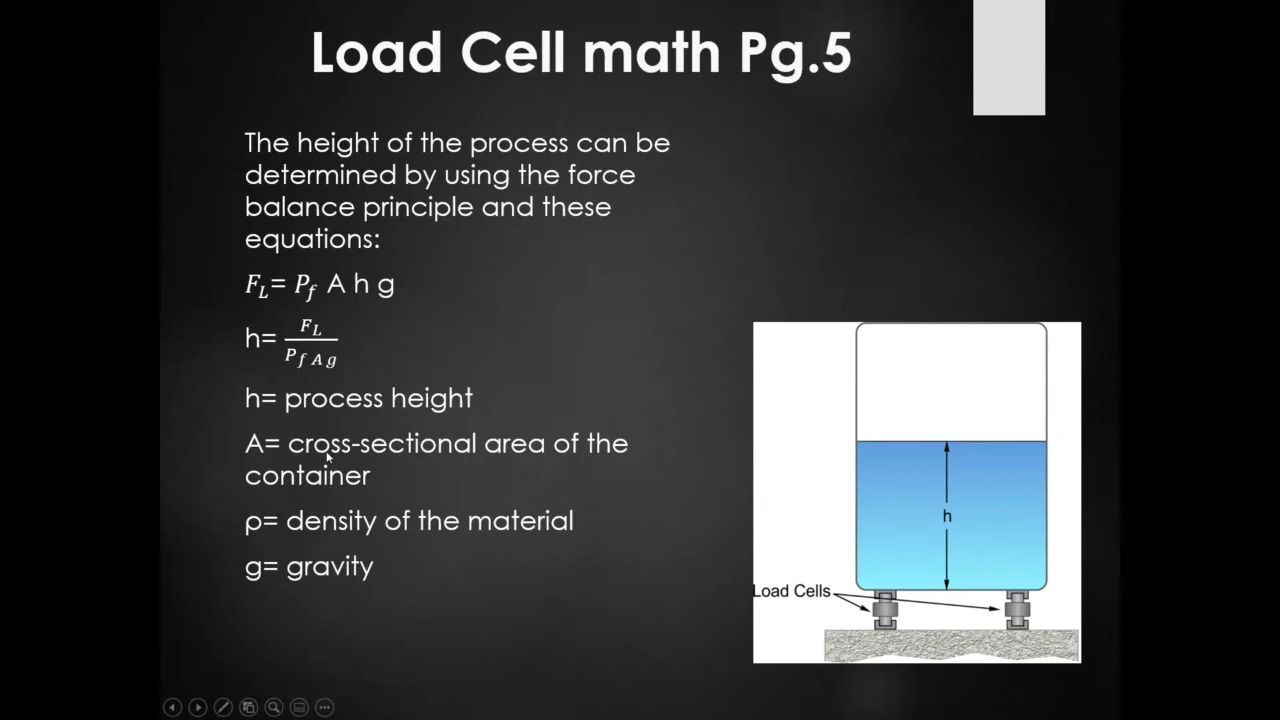 Load Cell math Pg.5
The height of the process can be
determined by using the force
balance principle and these
equations:
F_L= P_f A h g
h= F_L / P_f A g
h= process height
A= cross-sectional area of the
container
ρ= density of the material
g= gravity
h
Load Cells